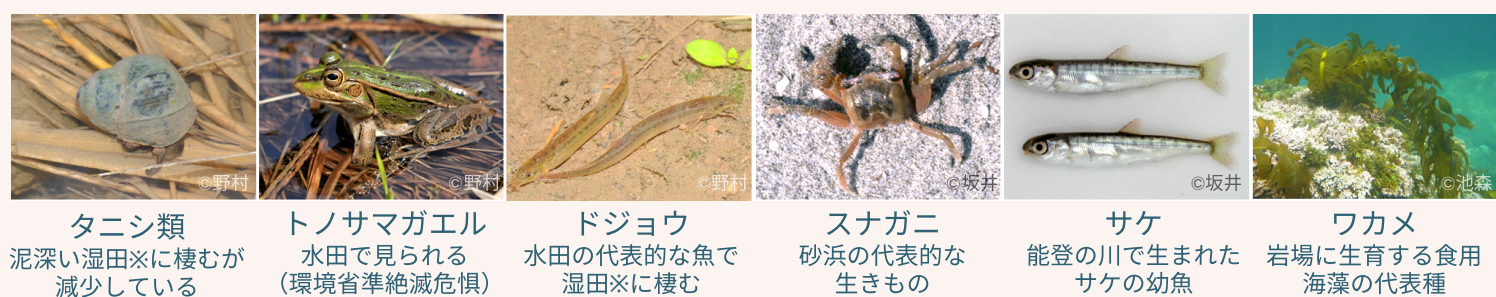 ©野村
©野村
©野村
©坂井
©坂井
©池森
タニシ類
泥深い湿田※に棲むが
減少している
トノサマガエル
水田で見られる
（環境省準絶滅危惧）
ドジョウ
水田の代表的な魚で
湿田※に棲む
スナガニ
砂浜の代表的な
生きもの
サケ
能登の川で生まれた
サケの幼魚
ワカメ
岩場に生育する食用
海藻の代表種